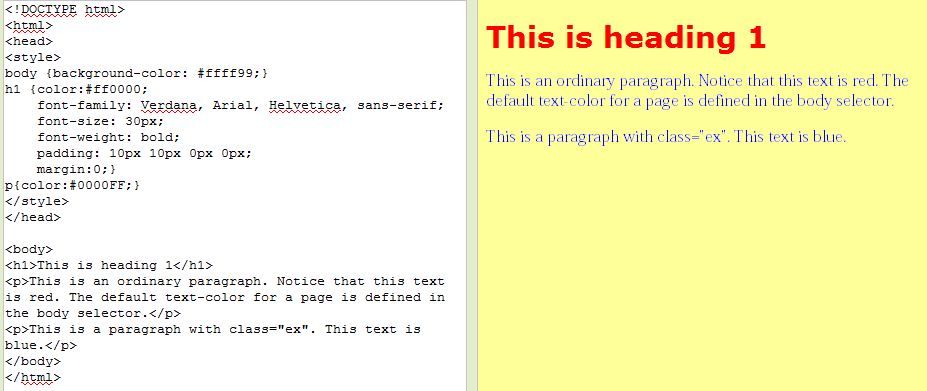 <!DOCTYPE html>
<html>
<head>
<style>
body {background-color: #ffff99;}
h1 {color:#ff0000;
    font-family: Verdana, Arial, Helvetica, sans-serif;
    font-size: 30px;
    font-weight: bold;
    padding: 10px 10px 0px 0px;
    margin:0;}
p{color:#0000FF;}
</style>
</head>

<body>
<h1>This is heading 1</h1>
<p>This is an ordinary paragraph. Notice that this text
is red. The default text-color for a page is defined in
the body selector.</p>
<p>This is a paragraph with class="ex". This text is
blue.</p>
</body>
</html>
This is heading 1
This is an ordinary paragraph. Notice that this text is red. The
default text-color for a page is defined in the body selector.
This is a paragraph with class="ex". This text is blue.